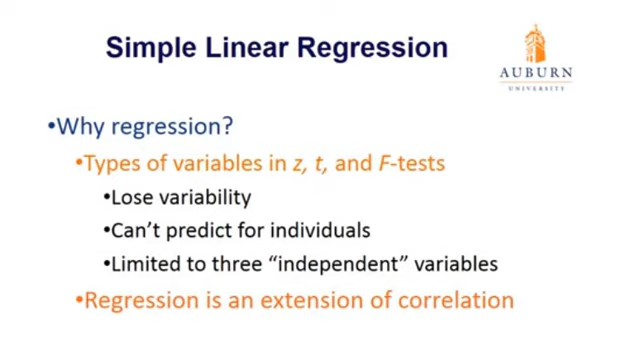 Simple Linear Regression
AUBURN
UNIVERSITY
•Why regression?
•Types of variables in z, t, and F-tests
•Lose variability
•Can't predict for individuals
•Limited to three “independent” variables
•Regression is an extension of correlation